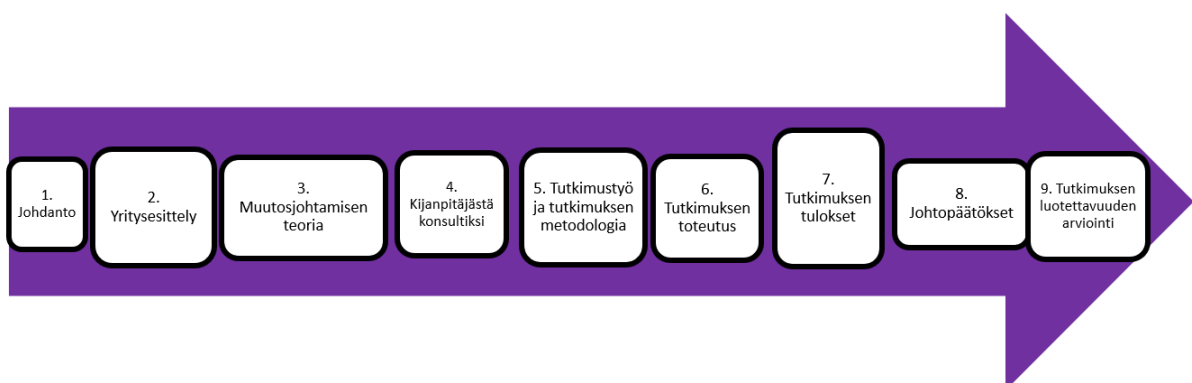 1.
Johdanto
2.
Yritysesittely
3.
Muutosjohtamisen
teoria
4.
Kijanpitäjästä
konsultiksi
5. Tutkimustyö
ja tutkimuksen
metodologia
6.
Tutkimuksen
toteutus
7.
Tutkimuksen
tulokset
8.
Johtopäätökset
9. Tutkimuksen
luotettavuuden
arviointi